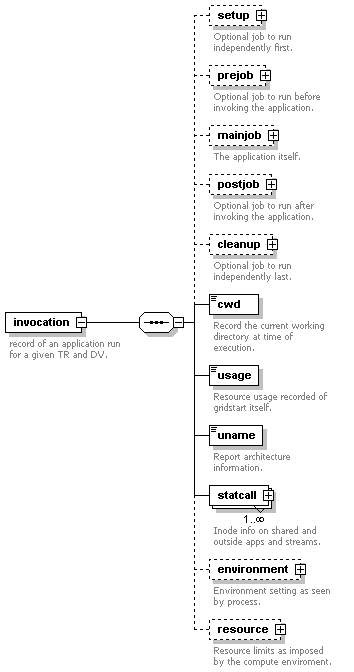 setup
Optional job to run
independently first.
prejob
Optional job to run before
invoking the application.
mainjob
The application itself.
postjob
Optional job to run after
invoking the application.
cleanup
Optional job to run
independently last.
invocation
record of an application run
for a given TR and DV.
cwd
Record the current working
directory at time of
execution.
usage
Resource usage recorded of
gridstart itself.
uname
Report architecture
information.
statcall
1..∞
Inode info on shared and
outside apps and streams.
environment
Environment setting as seen
by process.
resource
Resource limits as imposed
by the compute enviroment.